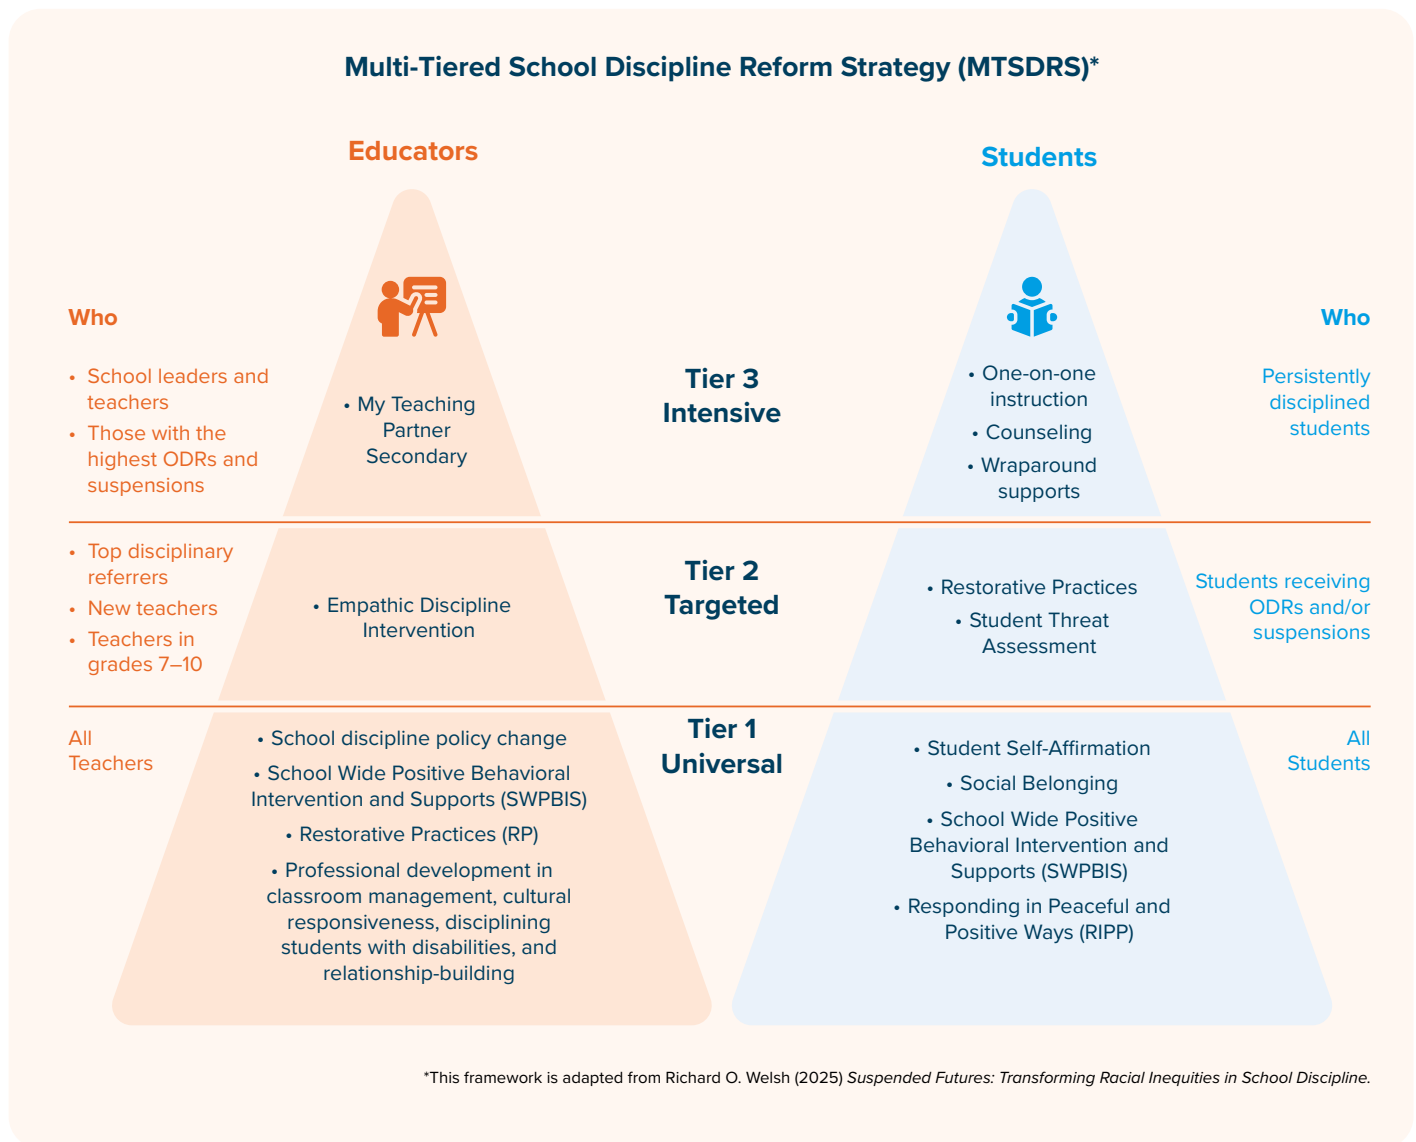 Multi-Tiered School Discipline Reform Strategy (MTSDRS)*
Educators
Students
Who
Who
• School leaders and
teachers
• Those with the
highest ODRs and
suspensions
• My Teaching
Partner
Secondary
Tier 3
Intensive
• One-on-one
instruction
• Counseling
• Wraparound
supports
Persistently
disciplined
students
• Top disciplinary
referrers
• New teachers
• Teachers in
grades 7–10
• Empathic Discipline
Intervention
Tier 2
Targeted
• Restorative Practices
• Student Threat
Assessment
Students receiving
ODRs and/or
suspensions
All
Teachers
• School discipline policy change
• School Wide Positive Behavioral
Intervention and Supports (SWPBIS)
• Restorative Practices (RP)
• Professional development in
classroom management, cultural
responsiveness, disciplining
students with disabilities, and
relationship-building
Tier 1
Universal
• Student Self-Affirmation
• Social Belonging
• School Wide Positive
Behavioral Intervention and
Supports (SWPBIS)
• Responding in Peaceful and
Positive Ways (RIPP)
All
Students
*This framework is adapted from Richard O. Welsh (2025) Suspended Futures: Transforming Racial Inequities in School Discipline.